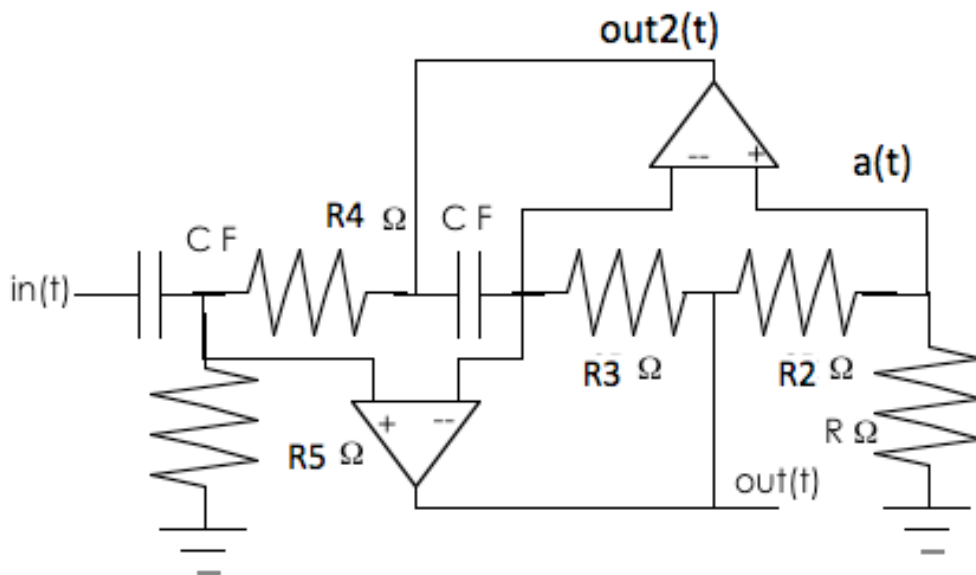 out2(t)
-- +
a(t)
R4 Ω
C F
C F
in(t)
R3 Ω
R2 Ω
+ --
R5 Ω
R Ω
out(t)